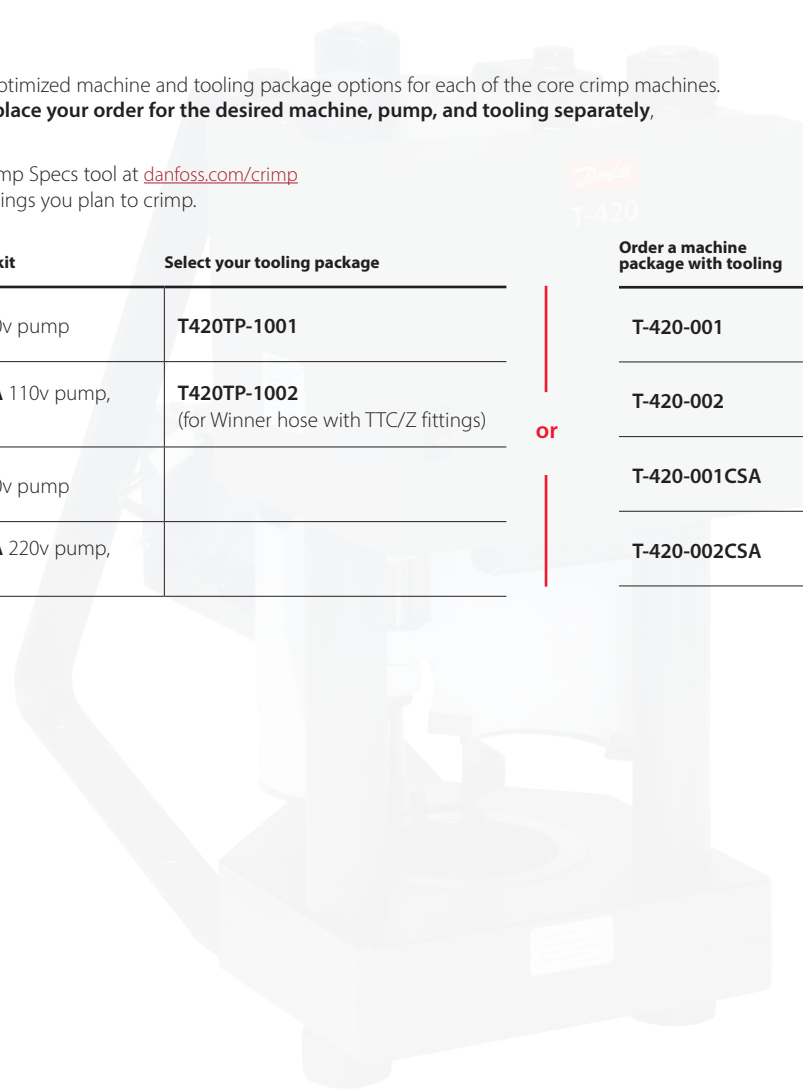 ptimized machine and tooling package options for each of the core crimp machines.
place your order for the desired machine, pump, and tooling separately,
mp Specs tool at danfoss.com/crimp
ings you plan to crimp.
kit
Select your tooling package
Order a machine
package with tooling
v pump
T420TP-1001
110v pump,
T420TP-1002
(for Winner hose with TTC/Z fittings)
or
v pump
220v pump,
T-420-001
T-420-002
T-420-001CSA
T-420-002CSA
Danfoss
T-420